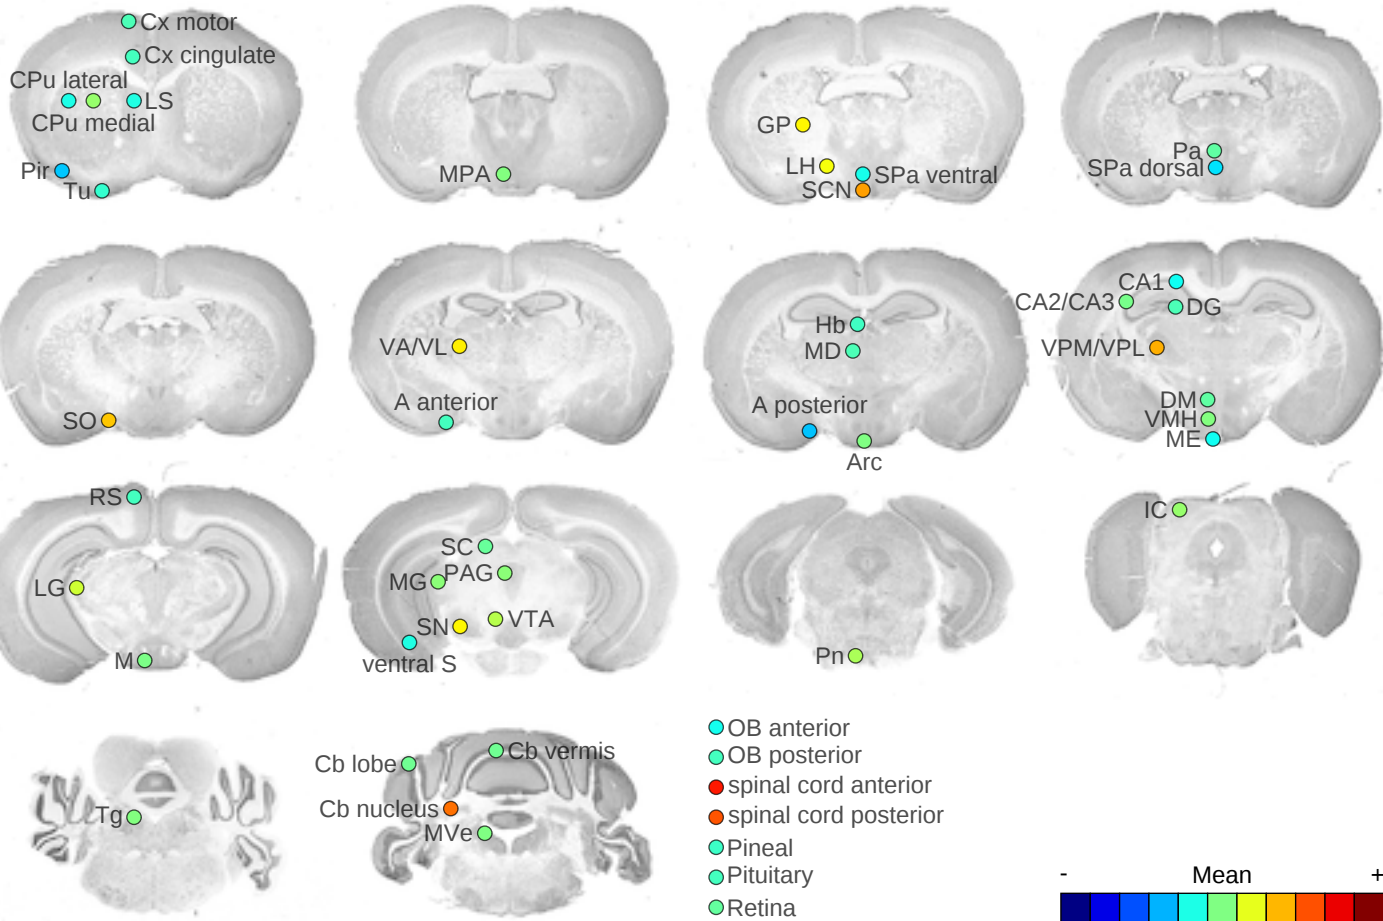 Cx motor
Cx cingulate
CPu lateral
LS
CPu medial
Pir
Tu
MPA
GP
LH
SPa ventral
SCN
Pa
SPa dorsal
SO
VA/VL
A anterior
Hb
MD
A posterior
Arc
CA1
CA2/CA3
DG
VPM/VPL
DM
VMH
ME
RS
LG
M
SC
PAG
MG
VTA
SN
ventral S
Pn
IC
Tg
Cb vermis
Cb lobe
Cb nucleus
MVe
OB anterior
OB posterior
spinal cord anterior
spinal cord posterior
Pineal
Pituitary
Retina
- Mean +